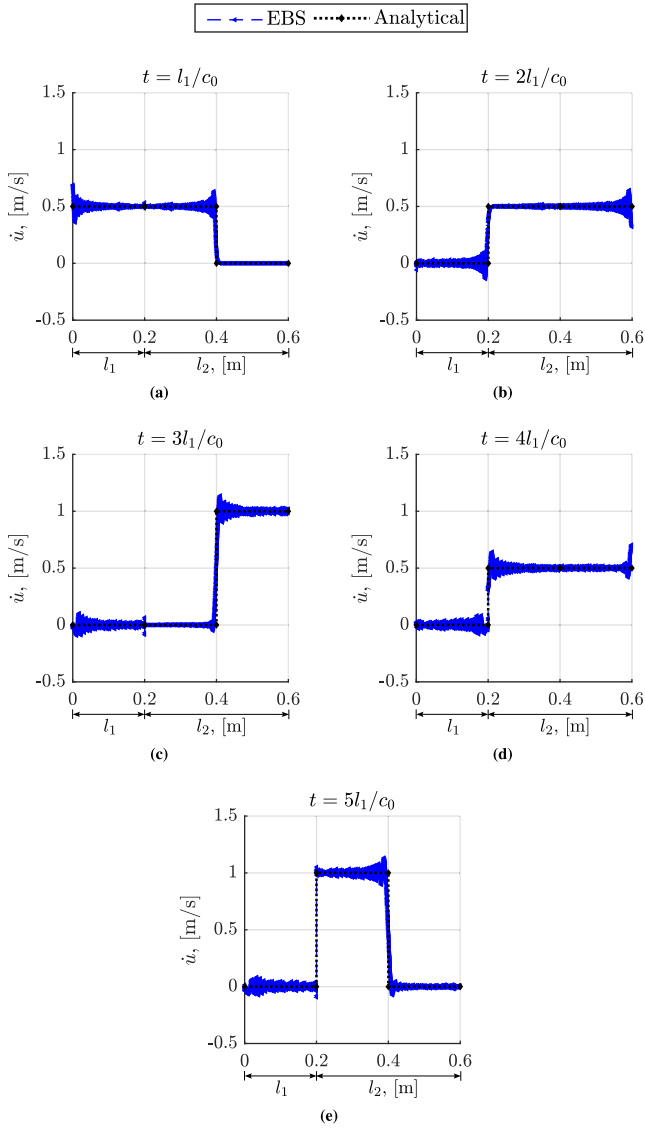 EBS Analytical
t = l₁/c₀
1.5
1
0.5
0
-0.5
u̇, [m/s]
0 0.2 0.4 0.6
l₁ l₂, [m]
(a)
t = 2l₁/c₀
1.5
1
0.5
0
-0.5
u̇, [m/s]
0 0.2 0.4 0.6
l₁ l₂, [m]
(b)
t = 3l₁/c₀
1.5
1
0.5
0
-0.5
u̇, [m/s]
0 0.2 0.4 0.6
l₁ l₂, [m]
(c)
t = 4l₁/c₀
1.5
1
0.5
0
-0.5
u̇, [m/s]
0 0.2 0.4 0.6
l₁ l₂, [m]
(d)
t = 5l₁/c₀
1.5
1
0.5
0
-0.5
u̇, [m/s]
0 0.2 0.4 0.6
l₁ l₂, [m]
(e)